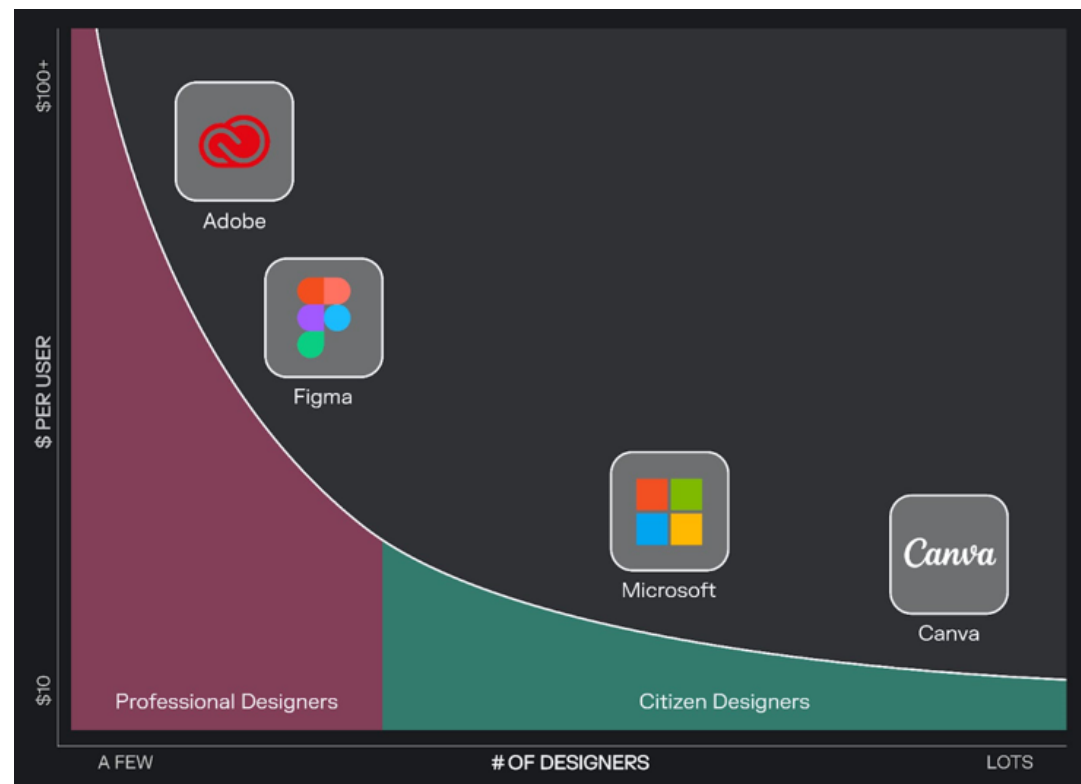 $100+
Adobe
Figma
$ PER USER
Microsoft
Canva
Canva
$10
Professional Designers
Citizen Designers
A FEW
# OF DESIGNERS
LOTS